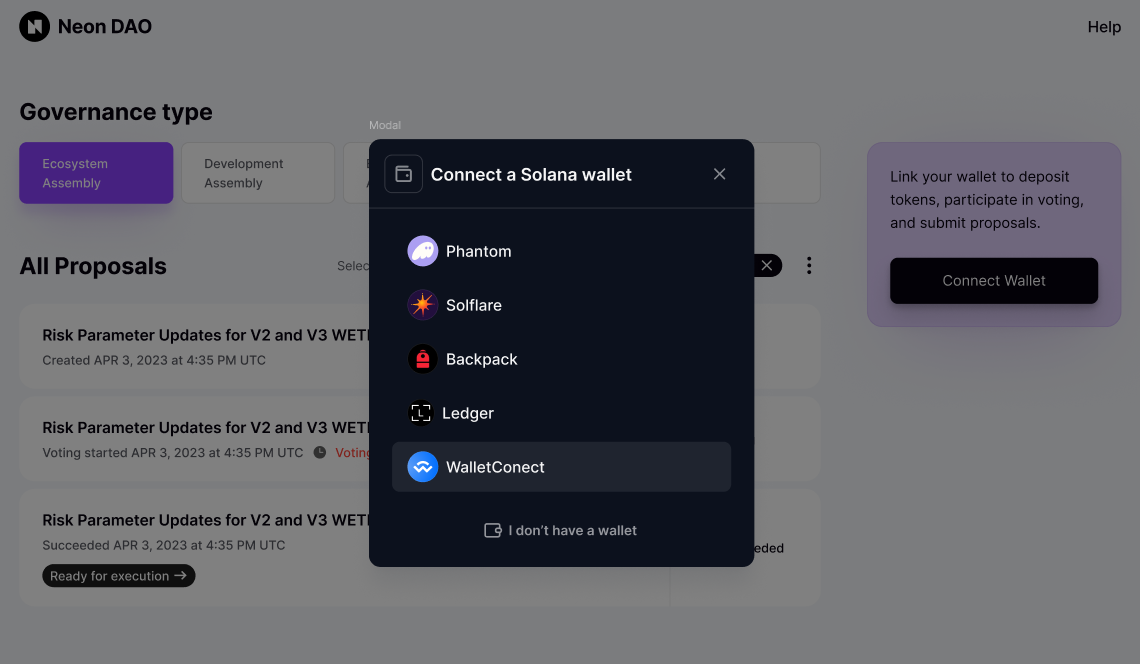 Neon DAO
Help
Governance type
Modal
Ecosystem
Assembly
Development
Assembly
Connect a Solana wallet
Link your wallet to deposit
tokens, participate in voting,
and submit proposals.
Connect Wallet
All Proposals
Selec
Phantom
Solflare
Backpack
Ledger
WalletConect
I don't have a wallet
Risk Parameter Updates for V2 and V3 WET
Created APR 3, 2023 at 4:35 PM UTC
Risk Parameter Updates for V2 and V3 WET
Voting started APR 3, 2023 at 4:35 PM UTC Voting
Risk Parameter Updates for V2 and V3 WET
Succeeded APR 3, 2023 at 4:35 PM UTC
eded
Ready for execution →